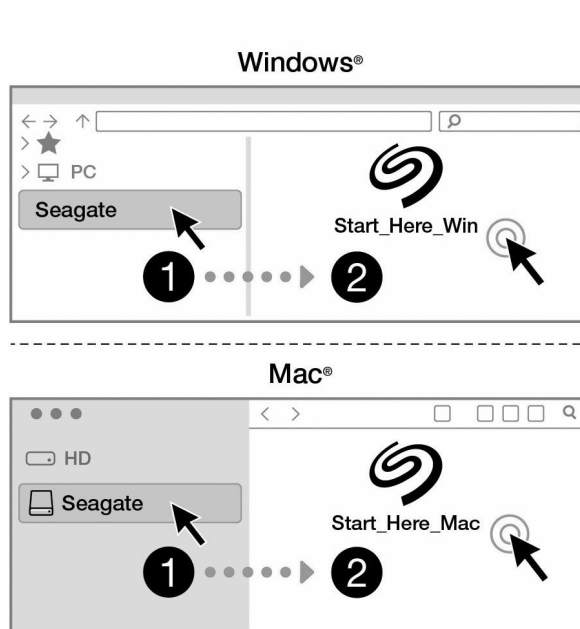 Windows®
PC
Seagate
Start_Here_Win
1
2
Mac®
HD
Seagate
Start_Here_Mac
1
2